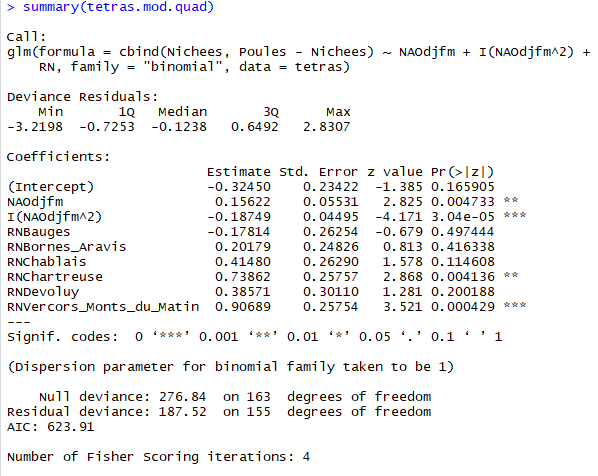 > summary(tetras.mod.quad)
Call:
glm(formula = cbind(Nichees, Poules - Nichees) ~ NAOdjfm + I(NAOdjfm^2) +
    RN, family = "binomial", data = tetras)
Deviance Residuals:
    Min       1Q   Median       3Q      Max
-3.2198  -0.7253  -0.1238   0.6492   2.8307
Coefficients:
                         Estimate Std. Error z value Pr(>|z|)
(Intercept)              -0.32450    0.23422  -1.385 0.165905
NAOdjfm                   0.15622    0.05531   2.825 0.004733 **
I(NAOdjfm^2)             -0.18749    0.04495  -4.171 3.04e-05 ***
RNBauges                 -0.17814    0.26254  -0.679 0.497444
RNBornes_Aravis           0.20179    0.24826   0.813 0.416338
RNChablais                0.41480    0.26290   1.578 0.114608
RNChartreuse              0.73862    0.25757   2.868 0.004136 **
RNDevoluy                 0.38571    0.30110   1.281 0.200188
RNVercors_Monts_du_Matin  0.90689    0.25754   3.521 0.000429 ***
---
Signif. codes:  0 ‘***’ 0.001 ‘**’ 0.01 ‘*’ 0.05 ‘.’ 0.1 ‘ ’ 1
(Dispersion parameter for binomial family taken to be 1)
    Null deviance: 276.84  on 163  degrees of freedom
Residual deviance: 187.52  on 155  degrees of freedom
AIC: 623.91
Number of Fisher Scoring iterations: 4